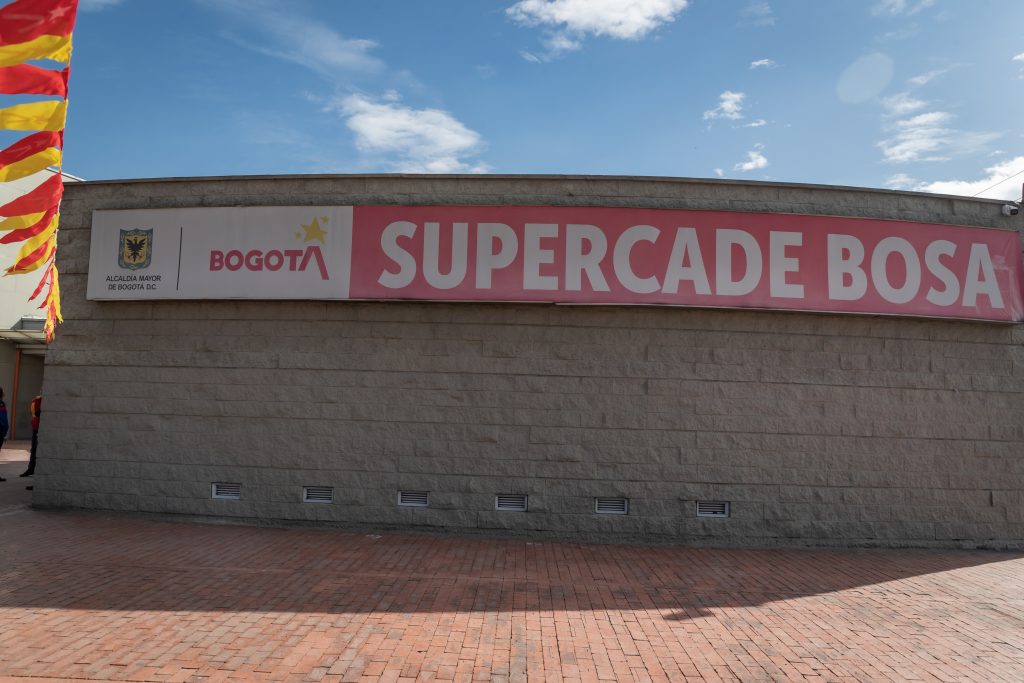 ALCALDÍA MAYOR
DE BOGOTÁ D.C.
BOGOTÁ
SUPERCADE BOSA